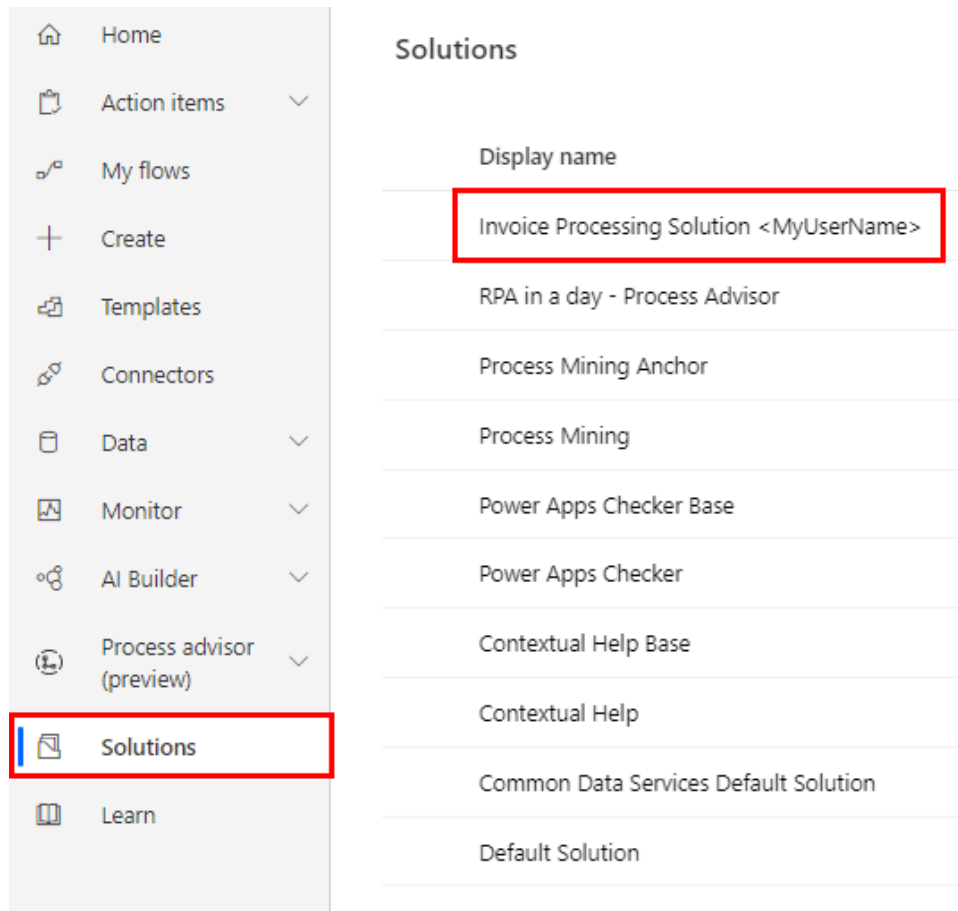 Home
Action items
My flows
Create
Templates
Connectors
Data
Monitor
AI Builder
Process advisor
(preview)
Solutions
Learn
Solutions
Display name
Invoice Processing Solution <MyUserName>
RPA in a day - Process Advisor
Process Mining Anchor
Process Mining
Power Apps Checker Base
Power Apps Checker
Contextual Help Base
Contextual Help
Common Data Services Default Solution
Default Solution